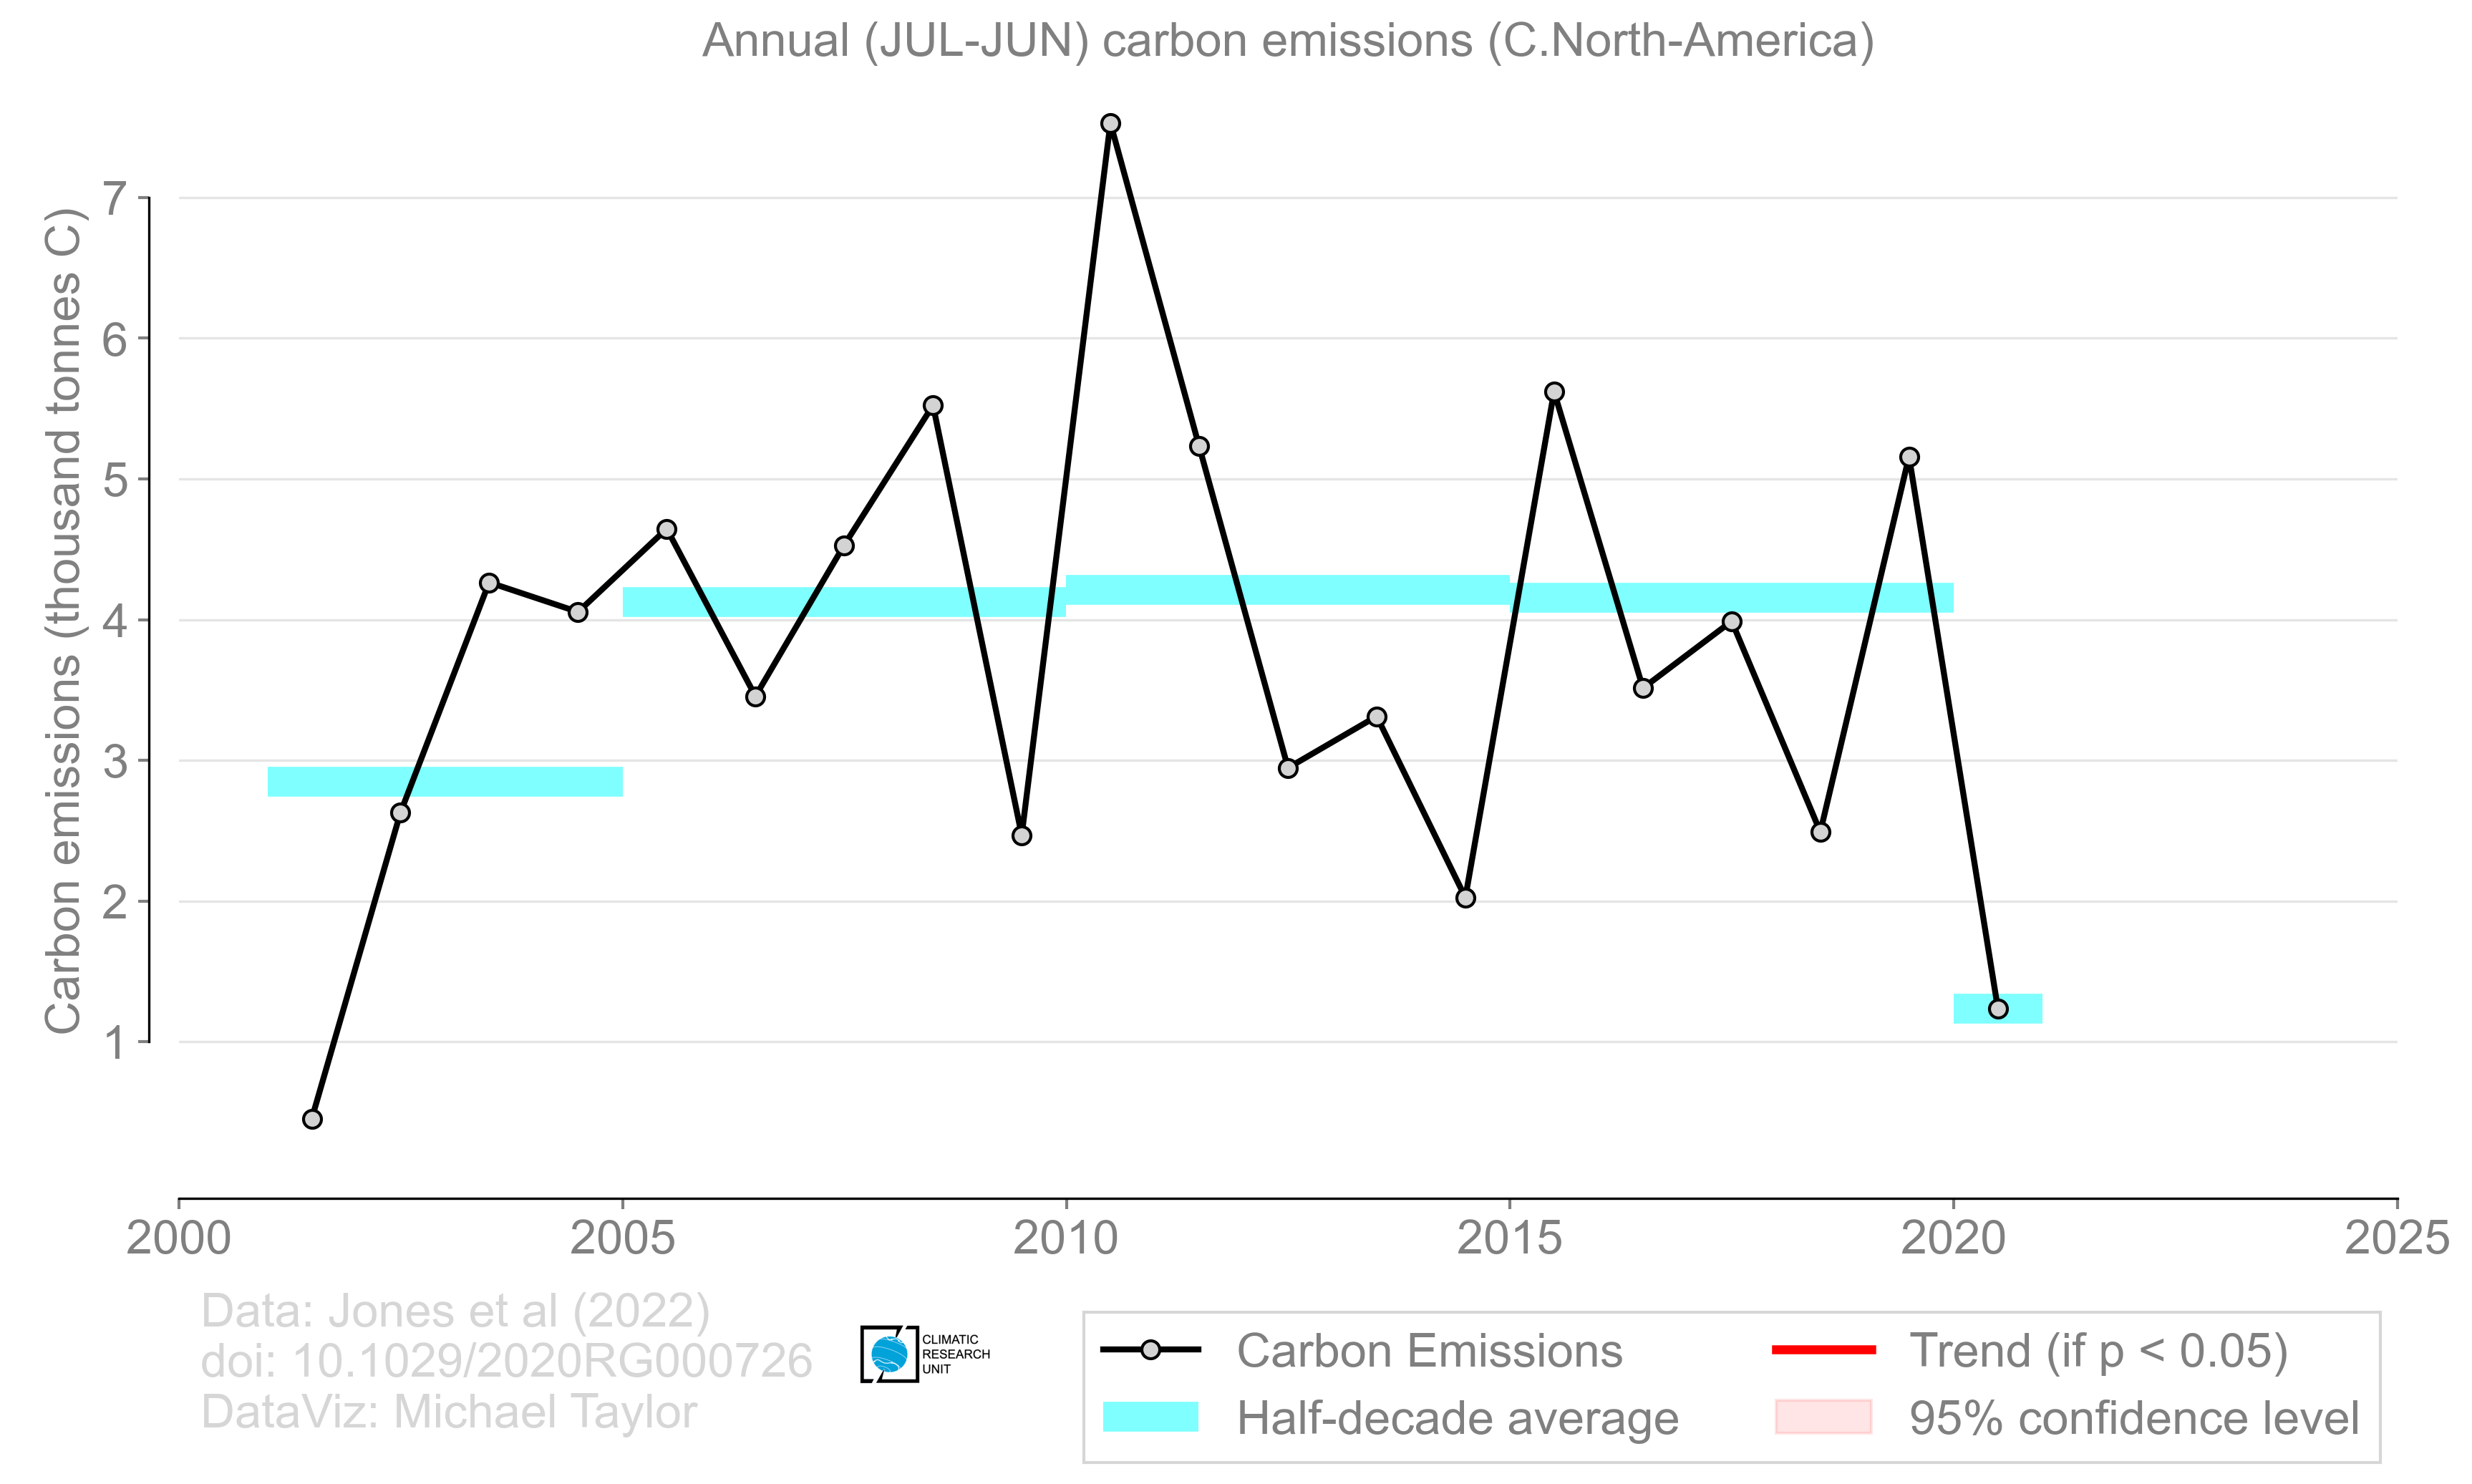 Annual (JUL-JUN) carbon emissions (C.North-America)
Carbon emissions (thousand tonnes C)
7
6
5
4
3
2
1
2000 2005 2010 2015 2020 2025
Data: Jones et al (2022)
doi: 10.1029/2020RG000726
DataViz: Michael Taylor
CLIMATIC
RESEARCH
UNIT
Carbon Emissions
Half-decade average
Trend (if p < 0.05)
95% confidence level